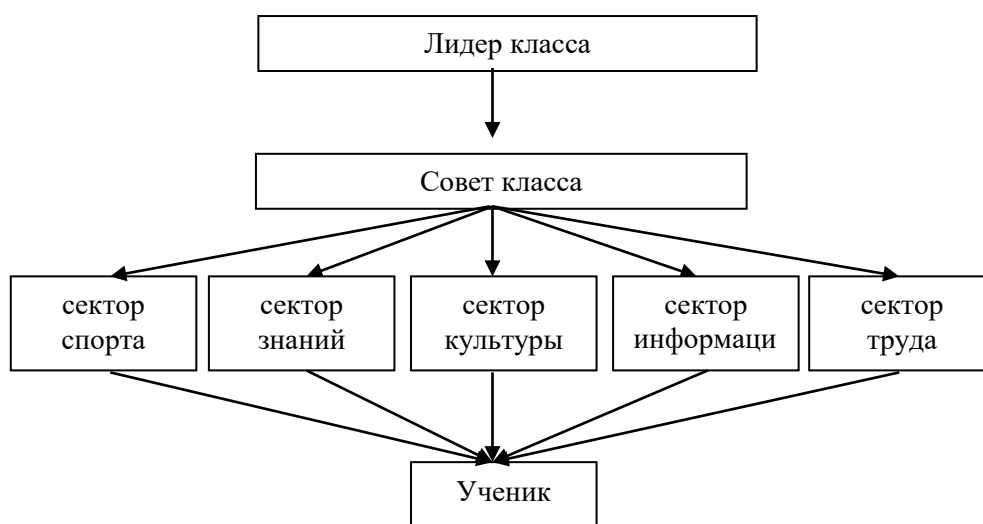 Лидер класса
Совет класса
сектор
спорта
сектор
знаний
сектор
культуры
сектор
информаци
сектор
труда
Ученик